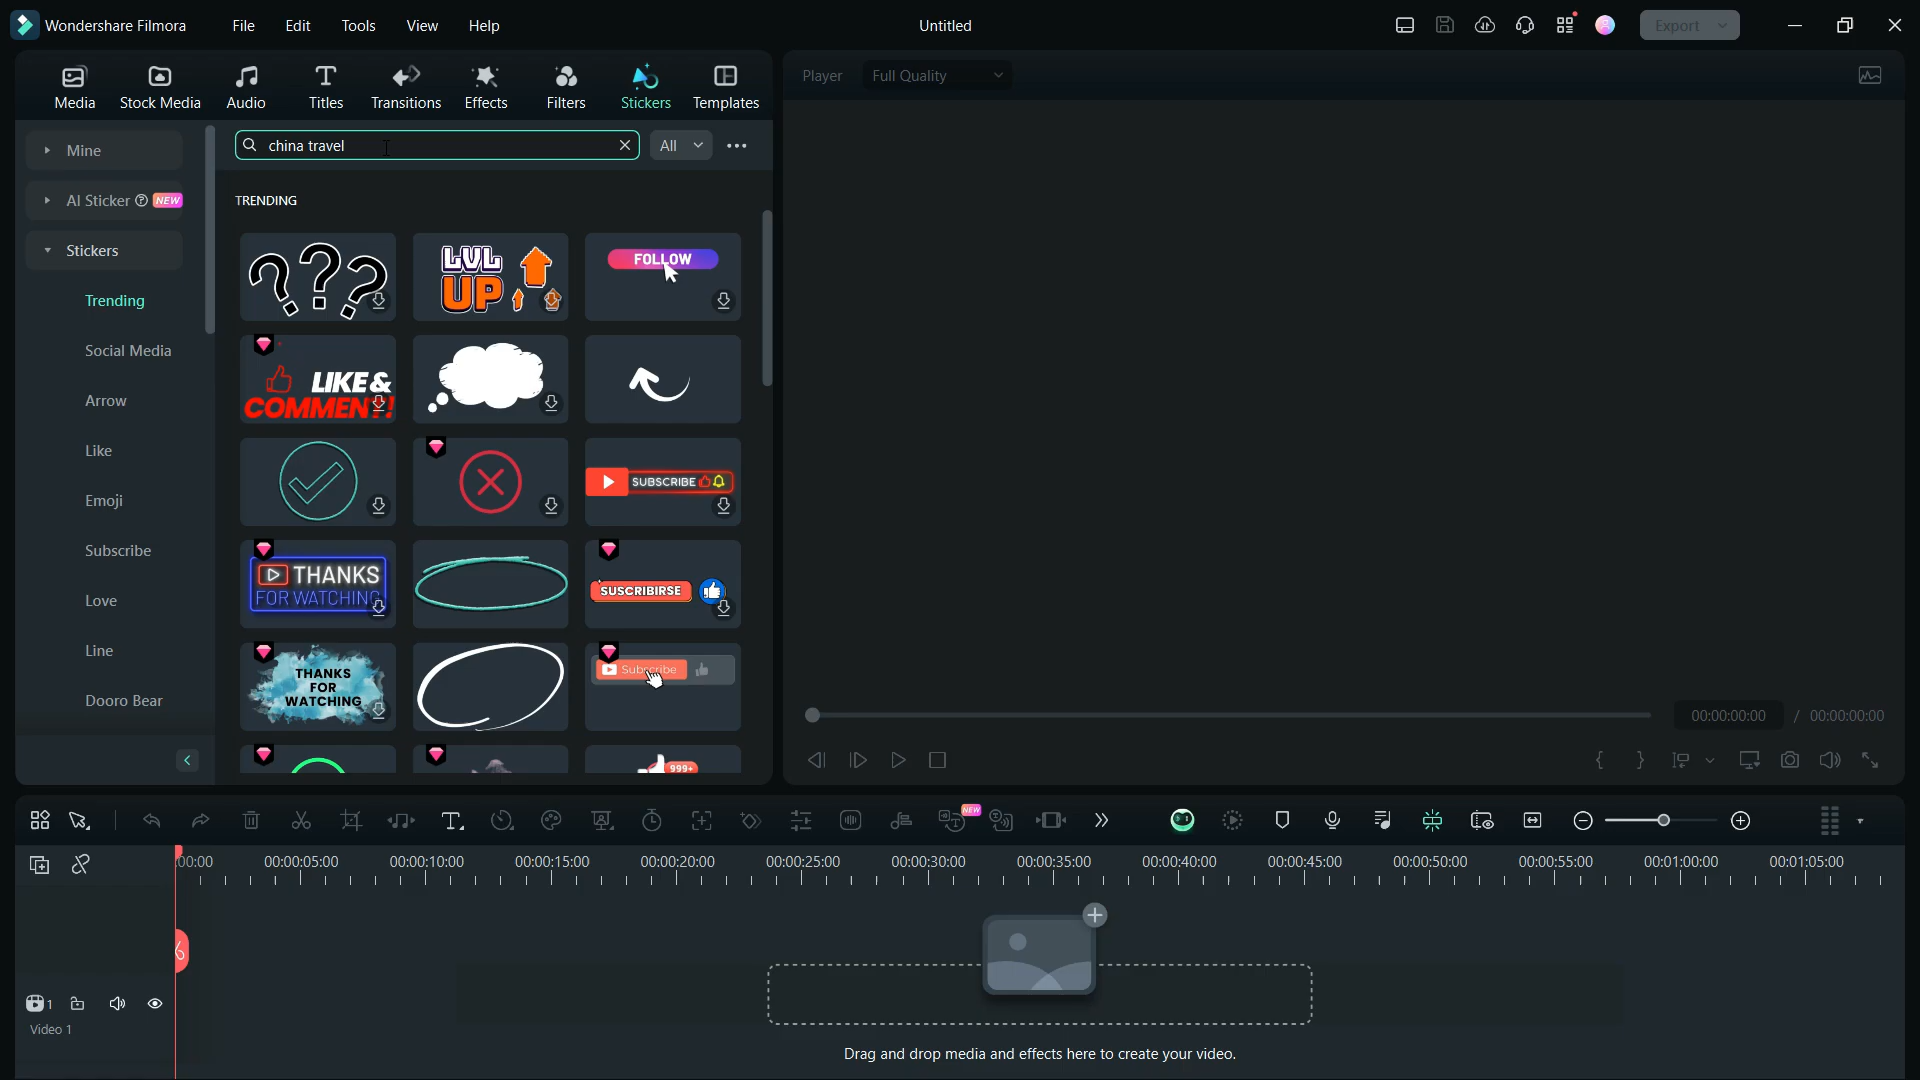 Wondershare Filmora File Edit Tools View Help Untitled Export
Media Stock Media Audio Titles Transitions Effects Filters Stickers Templates
Player Full Quality
china travel All
Mine
AI Sticker NEW
Stickers
Trending
Social Media
Arrow
Like
Emoji
Subscribe
Love
Line
Dooro Bear
TRENDING
???
LVL
UP
FOLLOW
LIKE &
COMMENT!
SUBSCRIBE
THANKS
FOR WATCHING
SUSCRIBIRSE
THANKS
FOR
WATCHING
Subscribe
999+
00:00:00:00 / 00:00:00:00
NEW
00:00 00:00:05:00 00:00:10:00 00:00:15:00 00:00:20:00 00:00:25:00 00:00:30:00 00:00:35:00 00:00:40:00 00:00:45:00 00:00:50:00 00:00:55:00 00:01:00:00 00:01:05:00
1
Video 1
Drag and drop media and effects here to create your video.